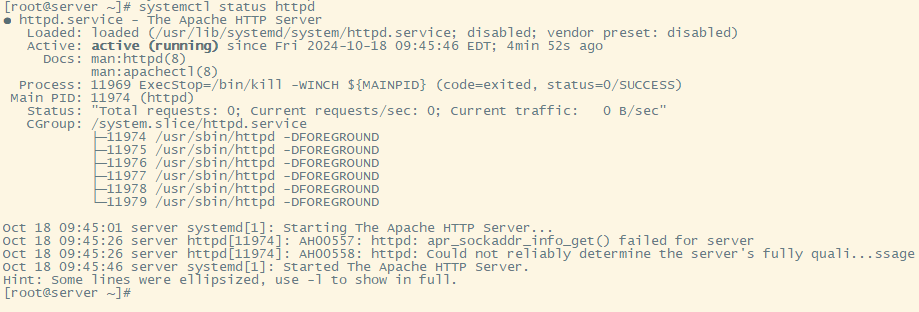 [root@server ~]# systemctl status httpd
● httpd.service - The Apache HTTP Server
   Loaded: loaded (/usr/lib/systemd/system/httpd.service; disabled; vendor preset: disabled)
   Active: active (running) since Fri 2024-10-18 09:45:46 EDT; 4min 52s ago
     Docs: man:httpd(8)
           man:apachectl(8)
  Process: 11969 ExecStop=/bin/kill -WINCH ${MAINPID} (code=exited, status=0/SUCCESS)
 Main PID: 11974 (httpd)
   Status: "Total requests: 0; Current requests/sec: 0; Current traffic:   0 B/sec"
   CGroup: /system.slice/httpd.service
           ├─11974 /usr/sbin/httpd -DFOREGROUND
           ├─11975 /usr/sbin/httpd -DFOREGROUND
           ├─11976 /usr/sbin/httpd -DFOREGROUND
           ├─11977 /usr/sbin/httpd -DFOREGROUND
           ├─11978 /usr/sbin/httpd -DFOREGROUND
           └─11979 /usr/sbin/httpd -DFOREGROUND

Oct 18 09:45:01 server systemd[1]: Starting The Apache HTTP Server...
Oct 18 09:45:26 server httpd[11974]: AH00557: httpd: apr_sockaddr_info_get() failed for server
Oct 18 09:45:26 server httpd[11974]: AH00558: httpd: Could not reliably determine the server's fully quali...ssage
Oct 18 09:45:46 server systemd[1]: Started The Apache HTTP Server.
Hint: Some lines were ellipsized, use -l to show in full.
[root@server ~]#